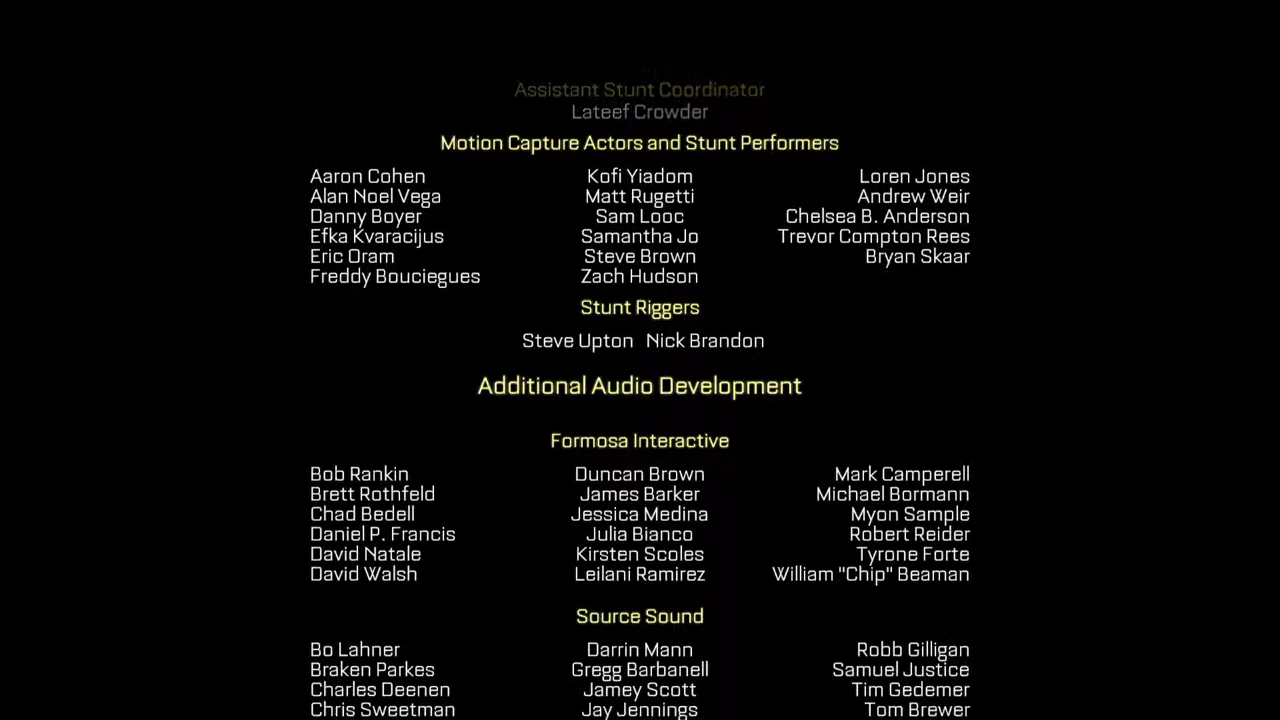 Assistant Stunt Coordinator
Lateef Crowder
Motion Capture Actors and Stunt Performers
Aaron Cohen Kofi Yiadom Loren Jones
Alan Noel Vega Matt Rugetti Andrew Weir
Danny Boyer Sam Looc Chelsea B. Anderson
Efka Kvaracijus Samantha Jo Trevor Compton Rees
Eric Oram Steve Brown Bryan Skaar
Freddy Bouciegues Zach Hudson
Stunt Riggers
Steve Upton Nick Brandon
Additional Audio Development
Formosa Interactive
Bob Rankin Duncan Brown Mark Camperell
Brett Rothfeld James Barker Michael Bormann
Chad Bedell Jessica Medina Myon Sample
Daniel P. Francis Julia Bianco Robert Reider
David Natale Kirsten Scoles Tyrone Forte
David Walsh Leilani Ramirez William "Chip" Beaman
Source Sound
Bo Lahner Darrin Mann Robb Gilligan
Braken Parkes Gregg Barbanell Samuel Justice
Charles Deenen Jamey Scott Tim Gedemer
Chris Sweetman Jay Jennings Tom Brewer